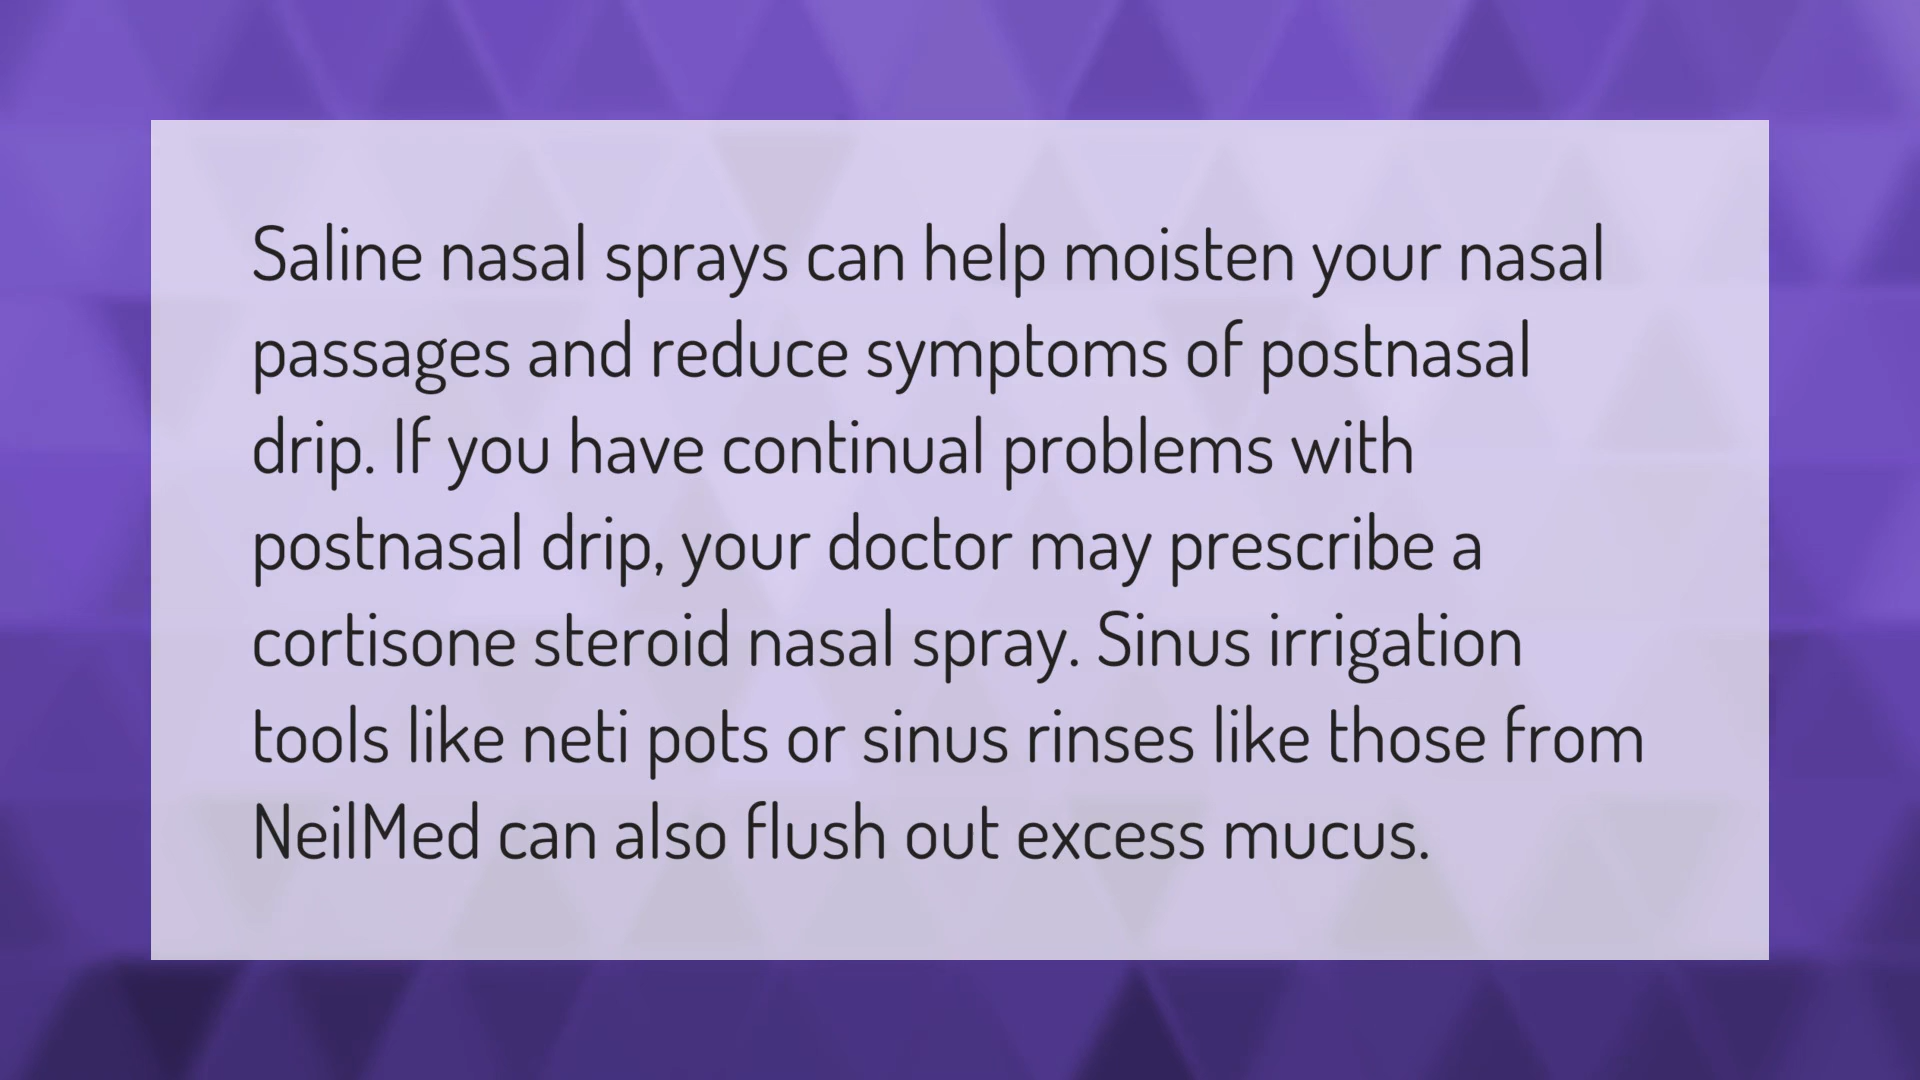 Saline nasal sprays can help moisten your nasal
passages and reduce symptoms of postnasal
drip. If you have continual problems with
postnasal drip, your doctor may prescribe a
cortisone steroid nasal spray. Sinus irrigation
tools like neti pots or sinus rinses like those from
NeilMed can also flush out excess mucus.